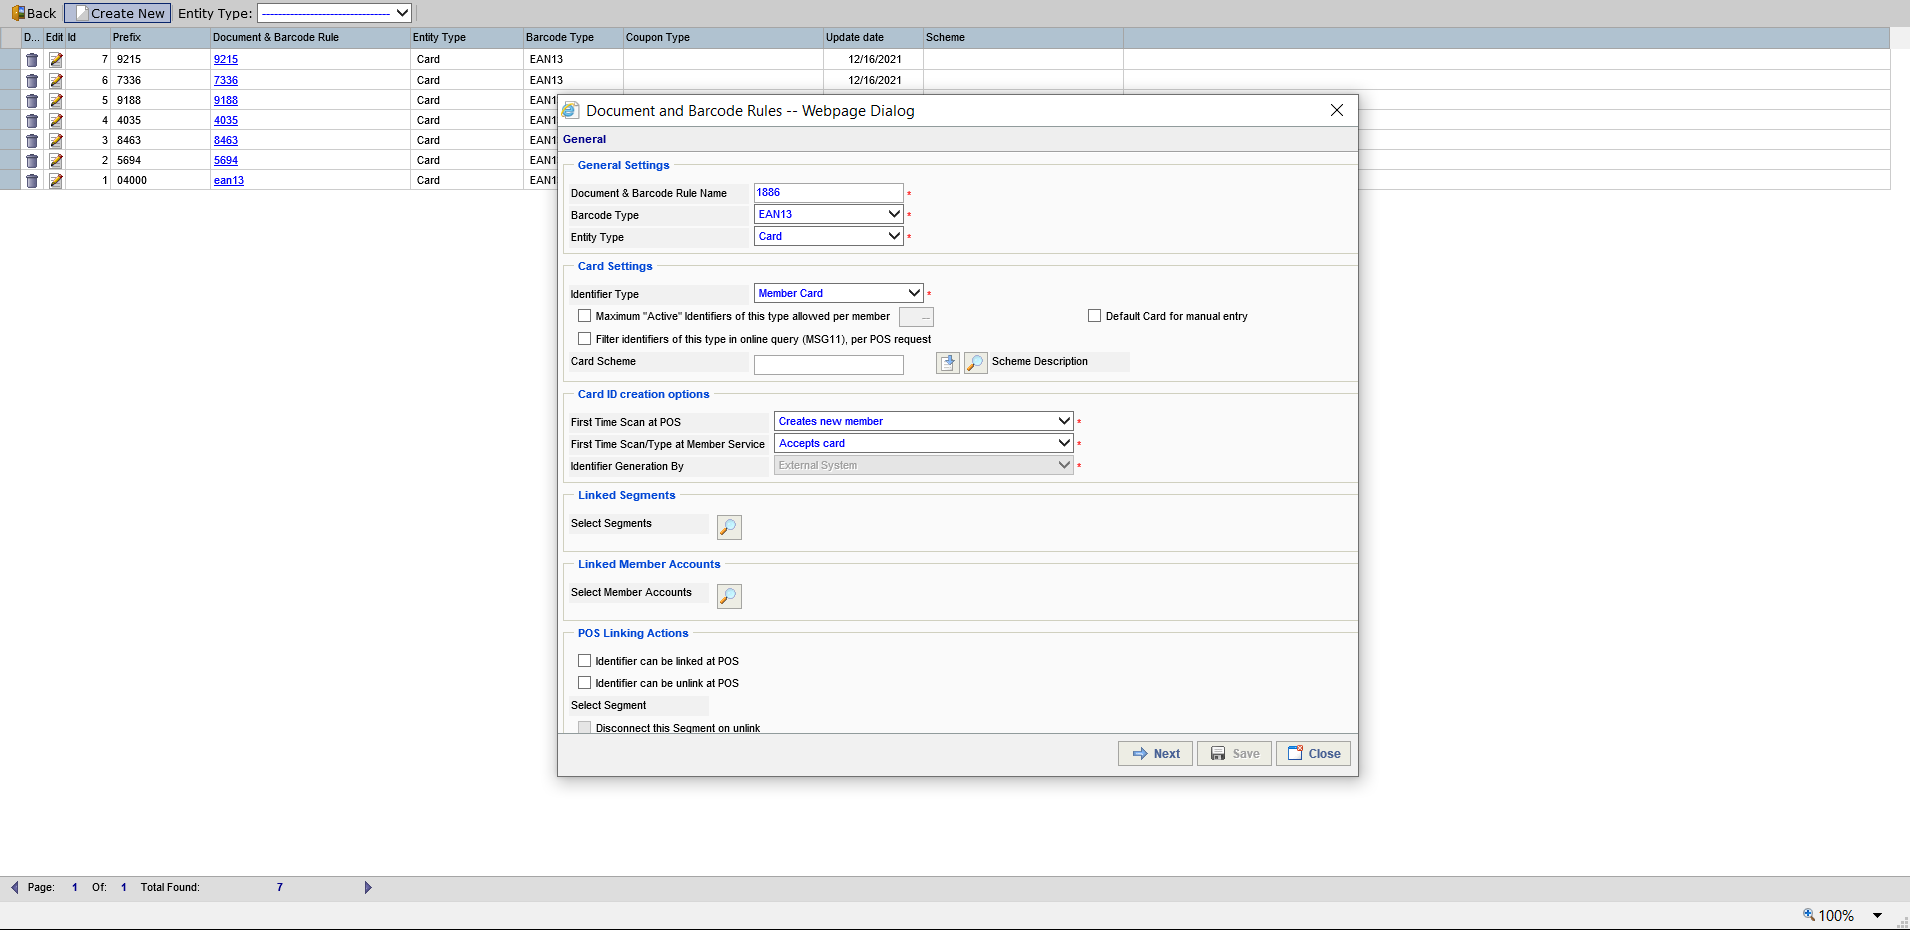 Back Create New Entity Type: --------------------------------
D... Edit Id Prefix Document & Barcode Rule Entity Type Barcode Type Coupon Type Update date Scheme
7 9215 9215 Card EAN13 12/16/2021
6 7336 7336 Card EAN13 12/16/2021
5 9188 9188 Card EAN1
4 4035 4035 Card EAN1
3 8463 8463 Card EAN1
2 5694 5694 Card EAN1
1 04000 ean13 Card EAN1
Document and Barcode Rules -- Webpage Dialog
General
General Settings
Document & Barcode Rule Name 1886 *
Barcode Type EAN13 *
Entity Type Card *
Card Settings
Identifier Type Member Card *
Maximum "Active" Identifiers of this type allowed per member -- Default Card for manual entry
Filter identifiers of this type in online query (MSG11), per POS request
Card Scheme Scheme Description
Card ID creation options
First Time Scan at POS Creates new member *
First Time Scan/Type at Member Service Accepts card *
Identifier Generation By External System *
Linked Segments
Select Segments
Linked Member Accounts
Select Member Accounts
POS Linking Actions
Identifier can be linked at POS
Identifier can be unlink at POS
Select Segment
Disconnect this Segment on unlink
Next Save Close
Page: 1 Of: 1 Total Found: 7
100%